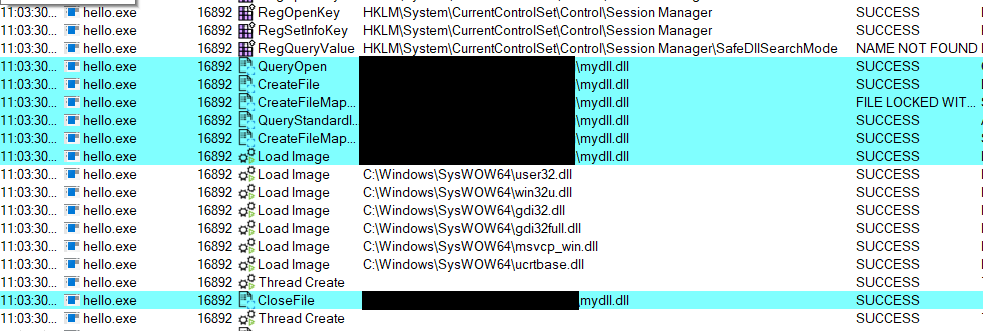 11:03:30... hello.exe 16892 RegOpenKey HKLM\System\CurrentControlSet\Control\Session Manager SUCCESS
11:03:30... hello.exe 16892 RegSetInfoKey HKLM\System\CurrentControlSet\Control\Session Manager SUCCESS
11:03:30... hello.exe 16892 RegQueryValue HKLM\System\CurrentControlSet\Control\Session Manager\SafeDllSearchMode NAME NOT FOUND
11:03:30... hello.exe 16892 QueryOpen \mydll.dll SUCCESS
11:03:30... hello.exe 16892 CreateFile \mydll.dll SUCCESS
11:03:30... hello.exe 16892 CreateFileMap... \mydll.dll FILE LOCKED WIT...
11:03:30... hello.exe 16892 QueryStandardI... \mydll.dll SUCCESS
11:03:30... hello.exe 16892 CreateFileMap... \mydll.dll SUCCESS
11:03:30... hello.exe 16892 Load Image \mydll.dll SUCCESS
11:03:30... hello.exe 16892 Load Image C:\Windows\SysWOW64\user32.dll SUCCESS
11:03:30... hello.exe 16892 Load Image C:\Windows\SysWOW64\win32u.dll SUCCESS
11:03:30... hello.exe 16892 Load Image C:\Windows\SysWOW64\gdi32.dll SUCCESS
11:03:30... hello.exe 16892 Load Image C:\Windows\SysWOW64\gdi32full.dll SUCCESS
11:03:30... hello.exe 16892 Load Image C:\Windows\SysWOW64\msvcp_win.dll SUCCESS
11:03:30... hello.exe 16892 Load Image C:\Windows\SysWOW64\ucrtbase.dll SUCCESS
11:03:30... hello.exe 16892 Thread Create SUCCESS
11:03:30... hello.exe 16892 CloseFile \mydll.dll SUCCESS
11:03:30... hello.exe 16892 Thread Create SUCCESS